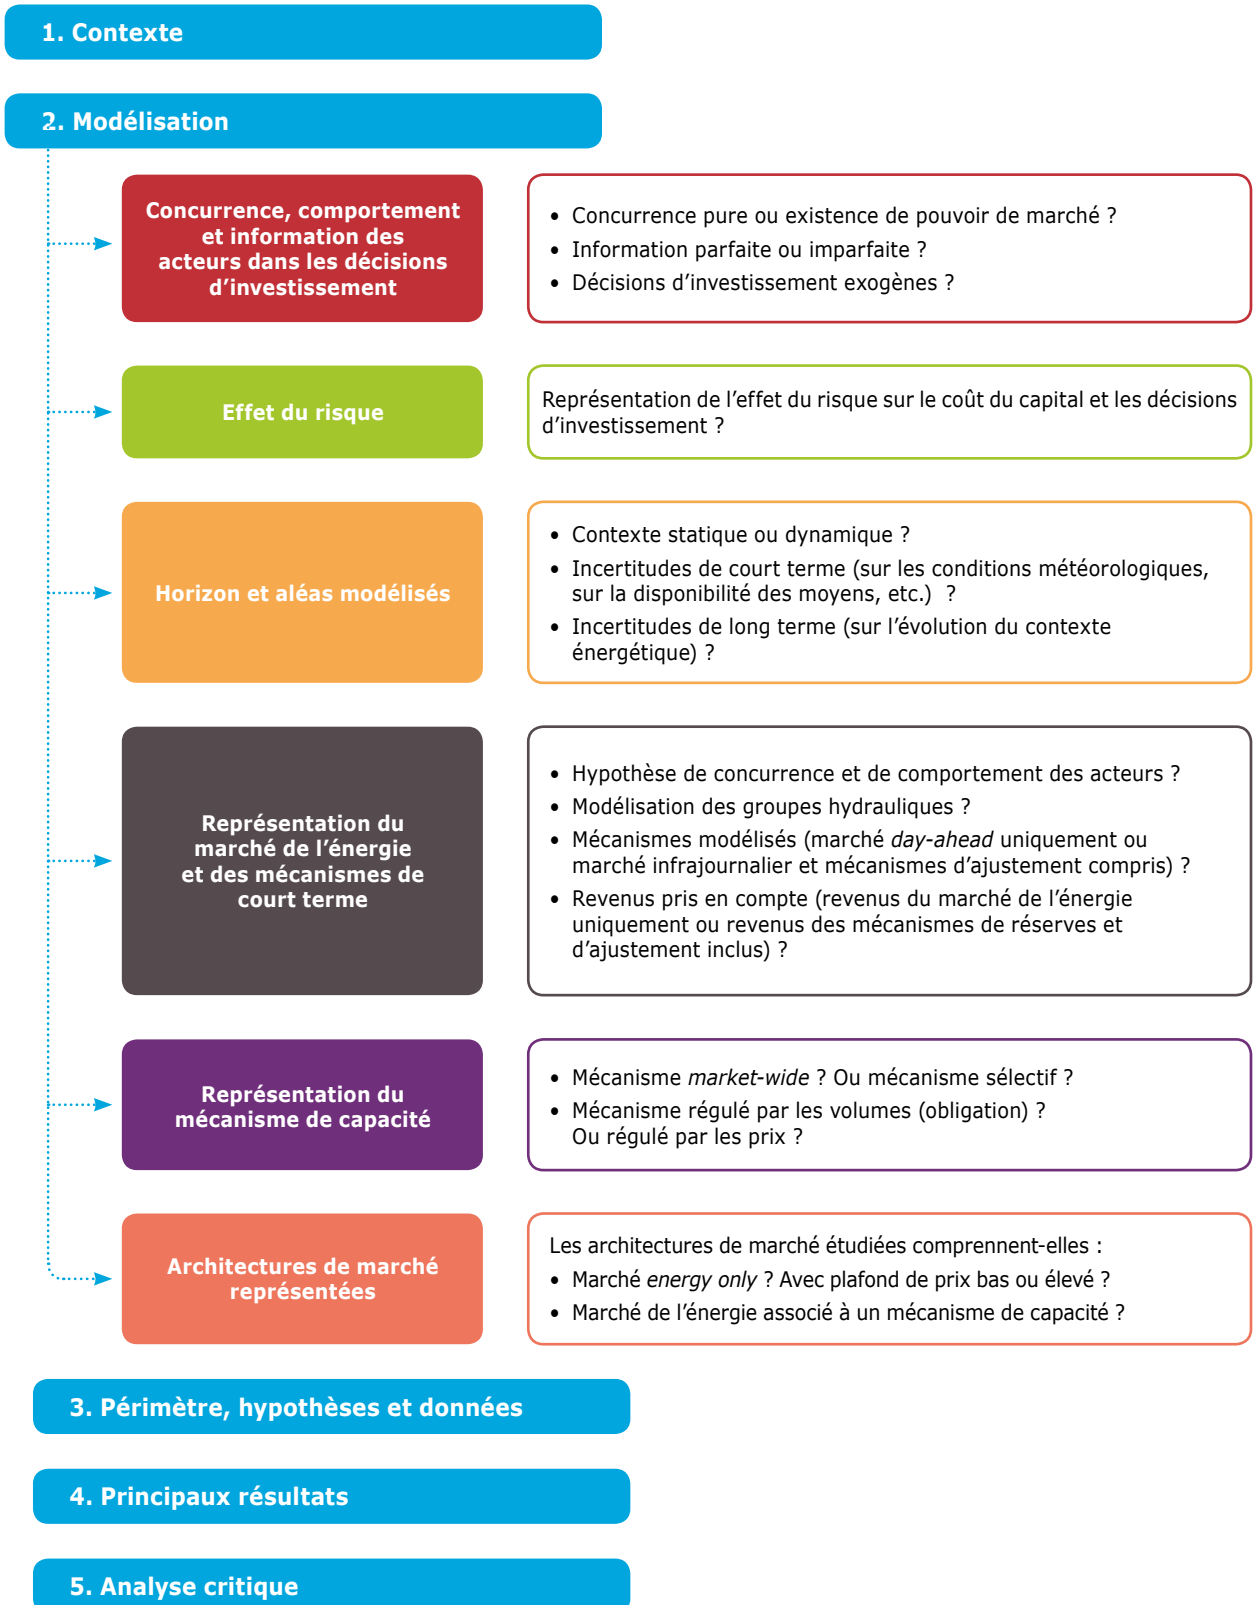 1. Contexte
2. Modélisation
Concurrence, comportement
et information des
acteurs dans les décisions
d’investissement
• Concurrence pure ou existence de pouvoir de marché ?
• Information parfaite ou imparfaite ?
• Décisions d’investissement exogènes ?
Effet du risque
Représentation de l’effet du risque sur le coût du capital et les décisions
d’investissement ?
Horizon et aléas modélisés
• Contexte statique ou dynamique ?
• Incertitudes de court terme (sur les conditions météorologiques,
sur la disponibilité des moyens, etc.) ?
• Incertitudes de long terme (sur l’évolution du contexte
énergétique) ?
Représentation du
marché de l’énergie
et des mécanismes de
court terme
• Hypothèse de concurrence et de comportement des acteurs ?
• Modélisation des groupes hydrauliques ?
• Mécanismes modélisés (marché day-ahead uniquement ou
marché infrajournalier et mécanismes d’ajustement compris) ?
• Revenus pris en compte (revenus du marché de l’énergie
uniquement ou revenus des mécanismes de réserves et
d’ajustement inclus) ?
Représentation du
mécanisme de capacité
• Mécanisme market-wide ? Ou mécanisme sélectif ?
• Mécanisme régulé par les volumes (obligation) ?
Ou régulé par les prix ?
Architectures de marché
représentées
Les architectures de marché étudiées comprennent-elles :
• Marché energy only ? Avec plafond de prix bas ou élevé ?
• Marché de l’énergie associé à un mécanisme de capacité ?
3. Périmètre, hypothèses et données
4. Principaux résultats
5. Analyse critique